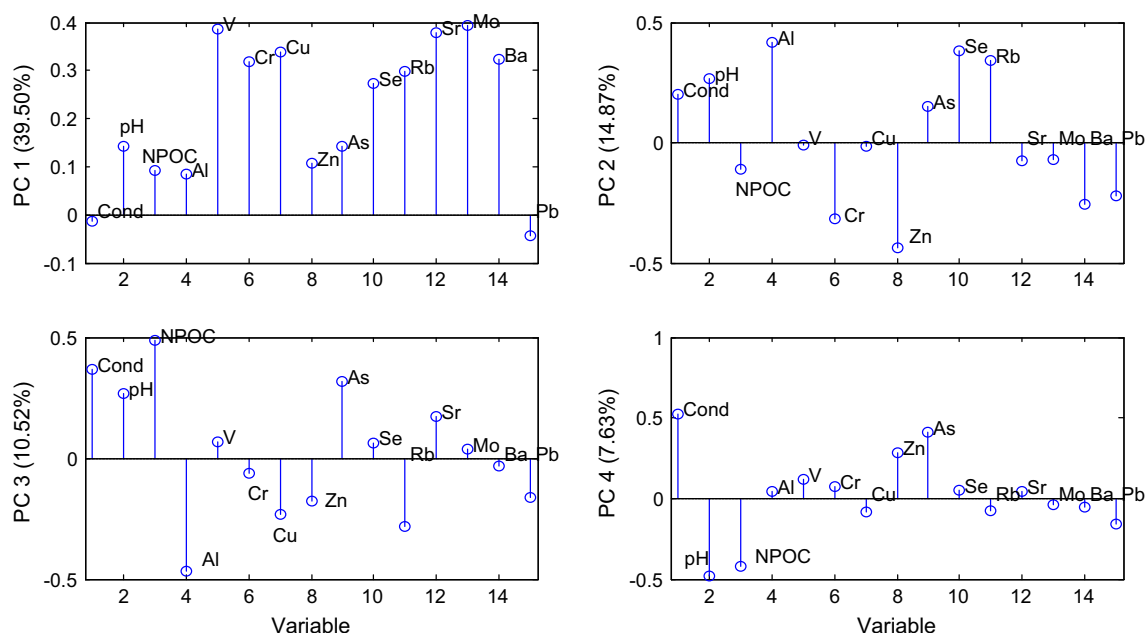 0.4
0.3
0.2
0.1
0
-0.1
PC 1 (39.50%)
Cond
pH
NPOC
Al
V
Cr
Cu
Zn
As
Se
Rb
Sr
Mo
Ba
Pb
2
4
6
8
10
12
14
0.5
0
-0.5
PC 2 (14.87%)
Cond
pH
NPOC
Al
V
Cr
Cu
Zn
As
Se
Rb
Sr
Mo
Ba
Pb
2
4
6
8
10
12
14
0.5
0
-0.5
PC 3 (10.52%)
Cond
pH
NPOC
Al
V
Cr
Cu
Zn
As
Se
Rb
Sr
Mo
Ba
Pb
2
4
6
8
10
12
14
Variable
1
0.5
0
-0.5
PC 4 (7.63%)
Cond
pH
NPOC
Al
V
Cr
Cu
Zn
As
Se
Rb
Sr
Mo
Ba
Pb
2
4
6
8
10
12
14
Variable